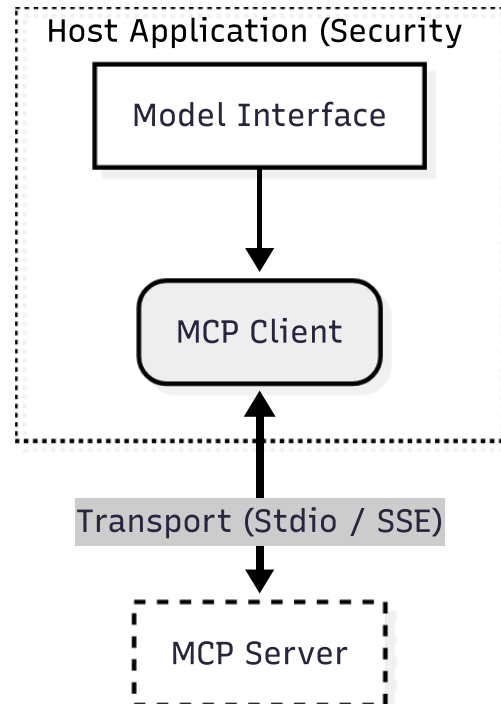 Host Application (Security
Model Interface
MCP Client
Transport (Stdio / SSE)
MCP Server